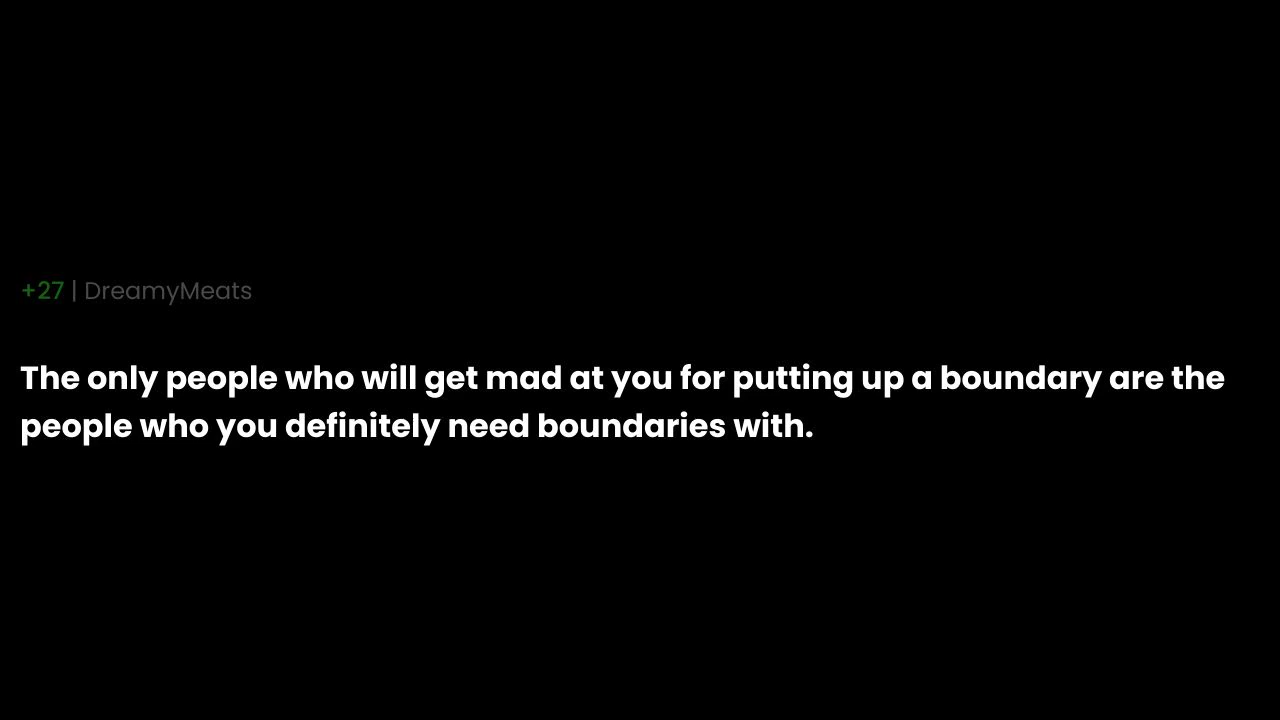 +27 | DreamyMeats
The only people who will get mad at you for putting up a boundary are the
people who you definitely need boundaries with.